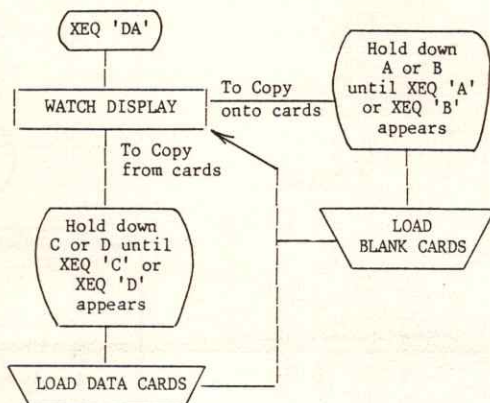 XEQ 'DA'
WATCH DISPLAY
To Copy
onto cards
Hold down
A or B
until XEQ 'A'
or XEQ 'B'
appears
To Copy
from cards
LOAD
BLANK CARDS
Hold down
C or D until
XEQ 'C' or
XEQ 'D'
appears
LOAD DATA CARDS